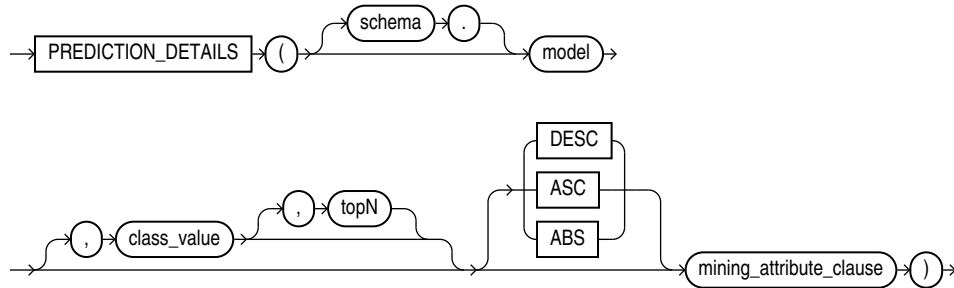 schema .
PREDICTION_DETAILS ( model
DESC
, topN ASC
, class_value ABS
mining_attribute_clause )